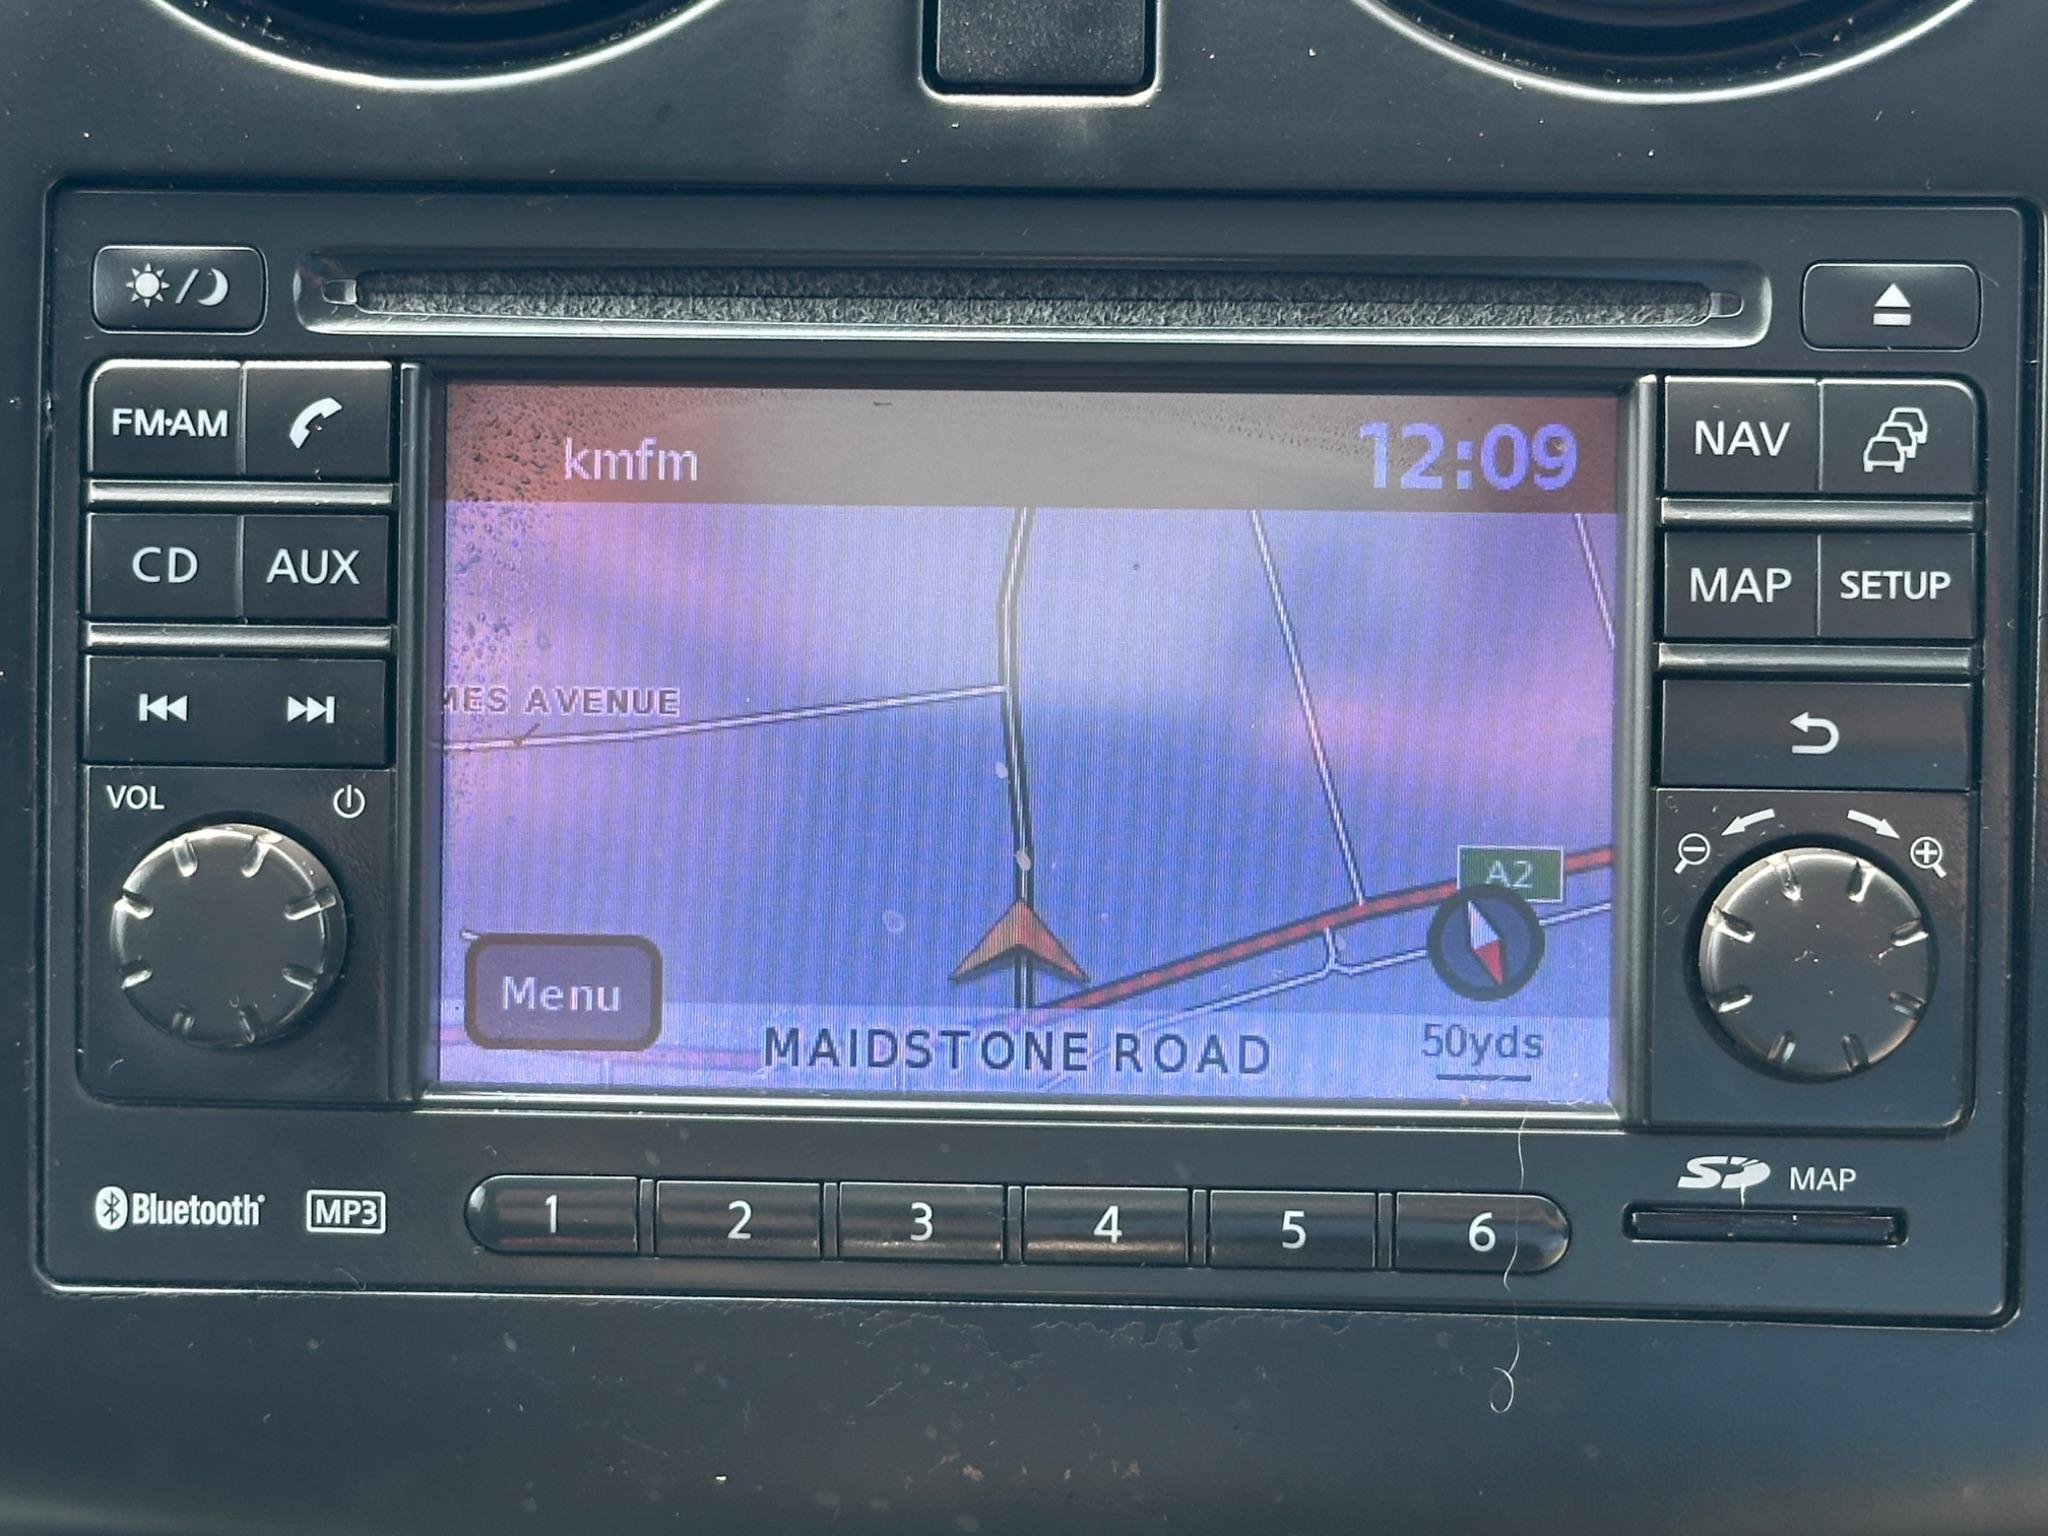 FM·AM
CD AUX
VOL
kmfm 12:09
MES AVENUE
A2
Menu
MAIDSTONE ROAD
50yds
NAV
MAP SETUP
Bluetooth MP3
1 2 3 4 5 6
SD MAP